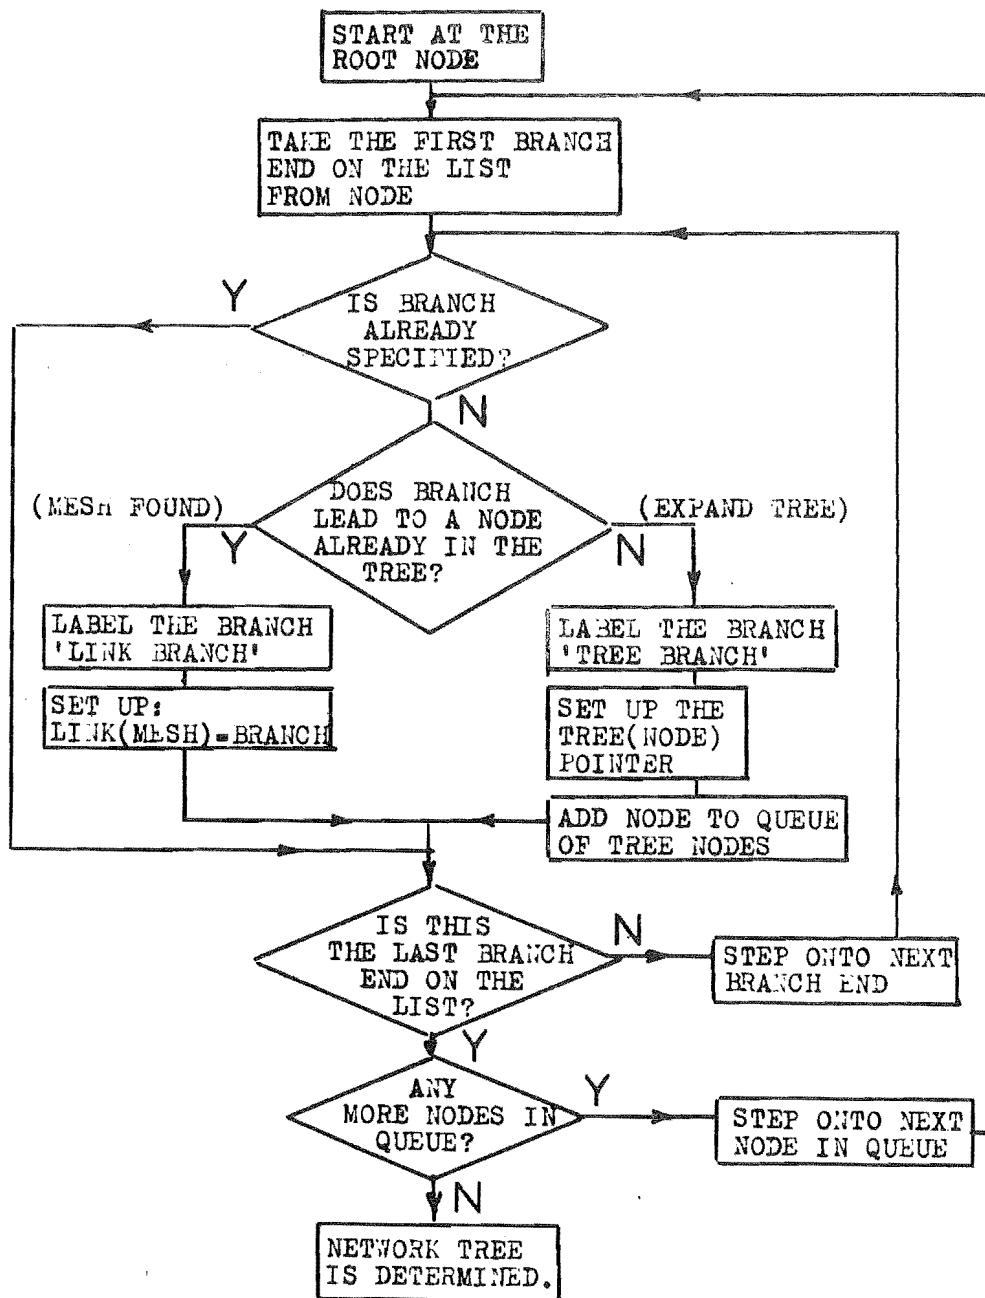 START AT THE
ROOT NODE
TAKE THE FIRST BRANCH
END ON THE LIST
FROM NODE
Y
IS BRANCH
ALREADY
SPECIFIED?
N
(MESH FOUND)
DOES BRANCH
LEAD TO A NODE
ALREADY IN THE
TREE?
(EXPAND TREE)
Y
N
LABEL THE BRANCH
'LINK BRANCH'
LABEL THE BRANCH
'TREE BRANCH'
SET UP:
LINK(MESH)=BRANCH
SET UP THE
TREE(NODE)
POINTER
ADD NODE TO QUEUE
OF TREE NODES
IS THIS
THE LAST BRANCH
END ON THE
LIST?
N
STEP ONTO NEXT
BRANCH END
Y
ANY
MORE NODES IN
QUEUE?
Y
STEP ONTO NEXT
NODE IN QUEUE
N
NETWORK TREE
IS DETERMINED.